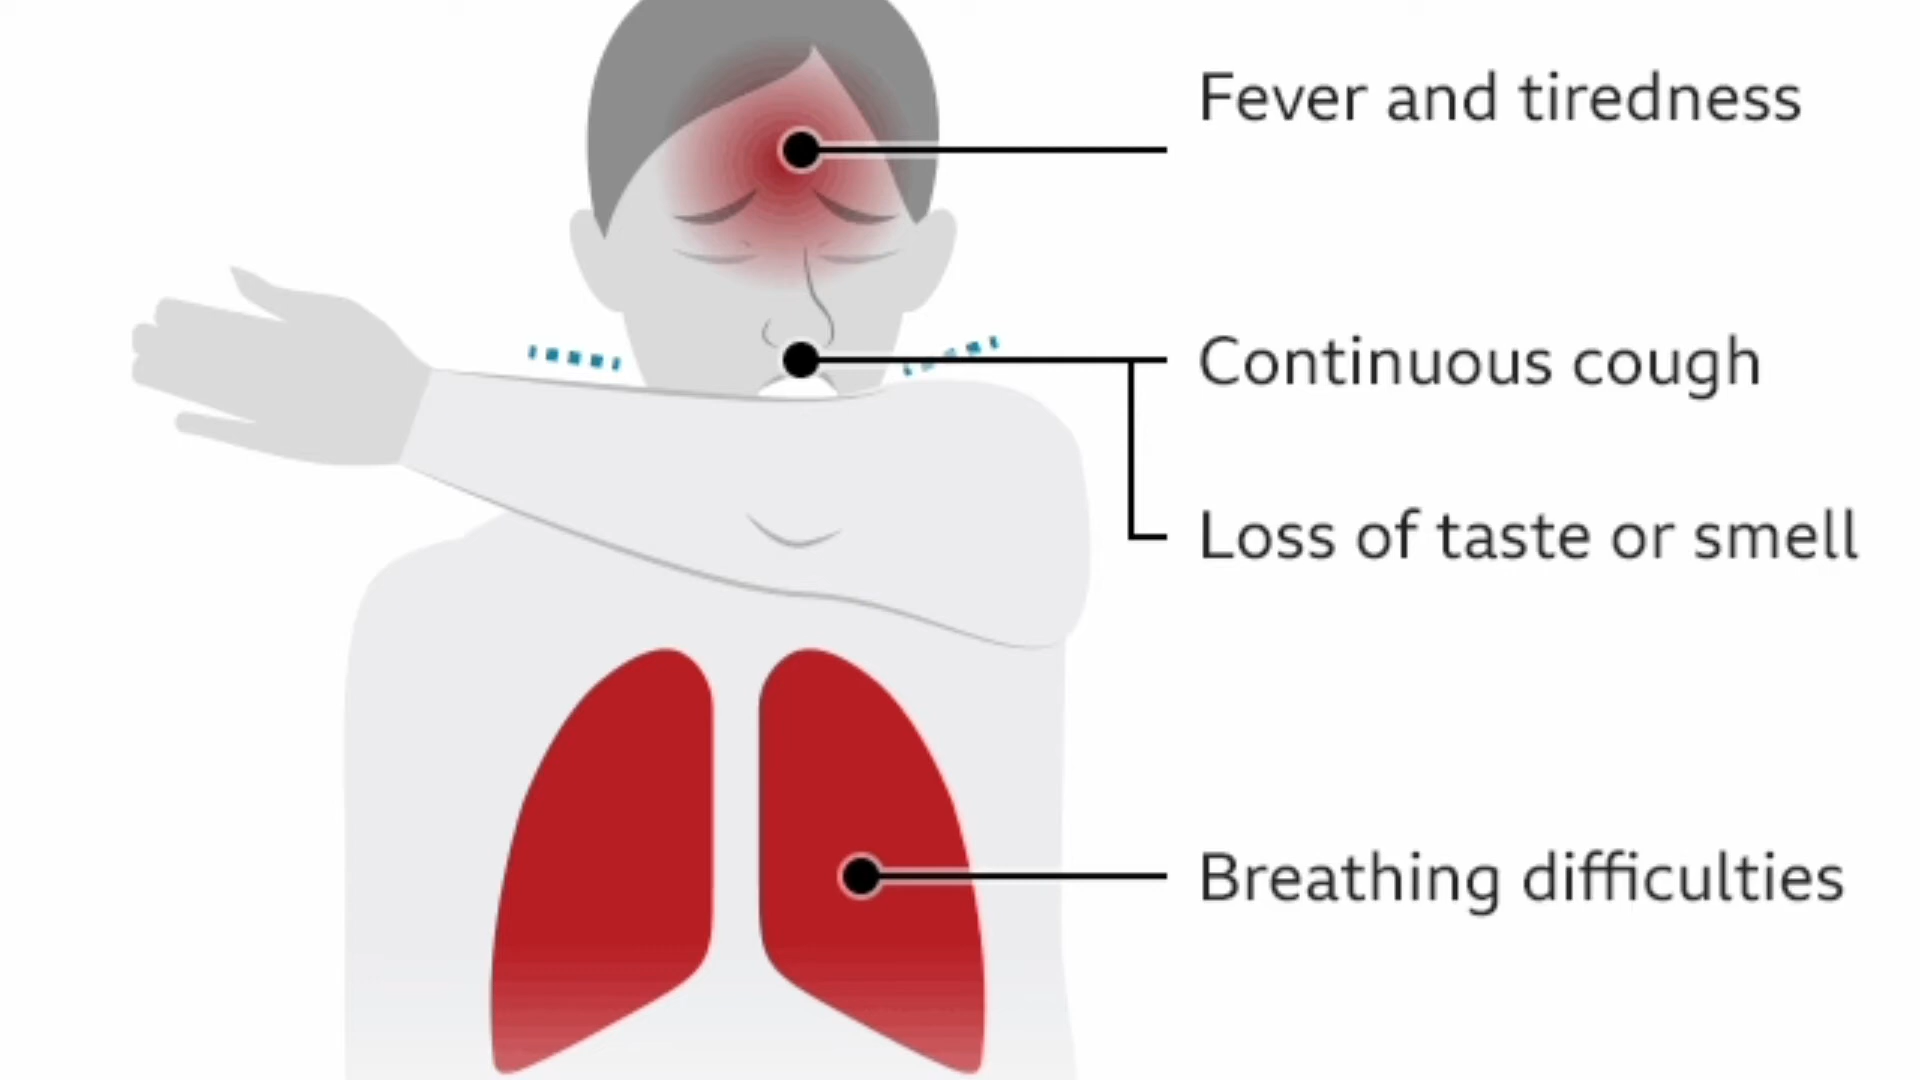 Fever and tiredness
Continuous cough
Loss of taste or smell
Breathing difficulties